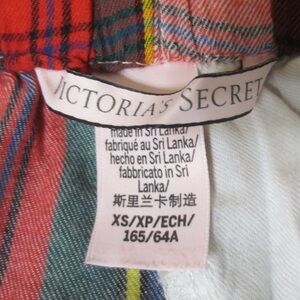 VICTORIA'S SECRET
made in Sri Lanka/
fabriqué au Sri Lanka/
hecho en Sri Lanka/
fabbricato in Sri
Lanka/
斯里兰卡制造
XS/XP/ECH/
165/64A